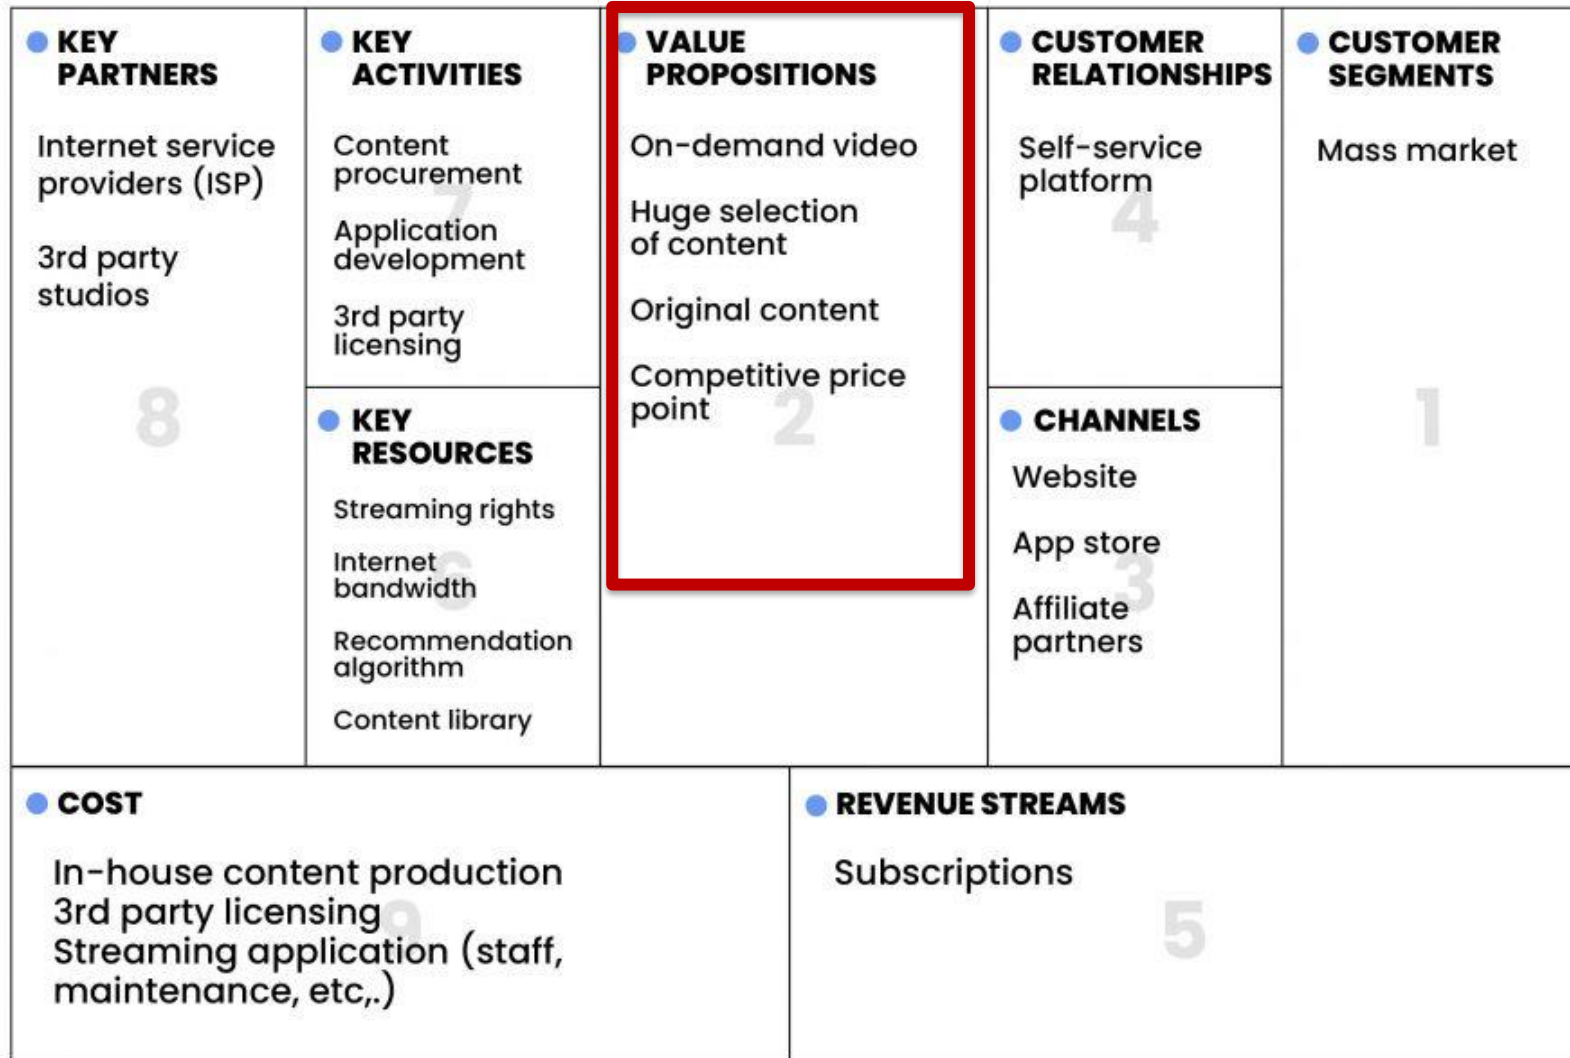 KEY
PARTNERS
Internet service
providers (ISP)
3rd party
studios
8
KEY
ACTIVITIES
Content
procurement
7
Application
development
3rd party
licensing
KEY
RESOURCES
Streaming rights
Internet
bandwidth
6
Recommendation
algorithm
Content library
VALUE
PROPOSITIONS
On-demand video
Huge selection
of content
Original content
Competitive price
point
2
CUSTOMER
RELATIONSHIPS
Self-service
platform
4
CHANNELS
Website
App store
3
Affiliate
partners
CUSTOMER
SEGMENTS
Mass market
1
COST
In-house content production
3rd party licensing
9
Streaming application (staff,
maintenance, etc,.)
REVENUE STREAMS
Subscriptions
5